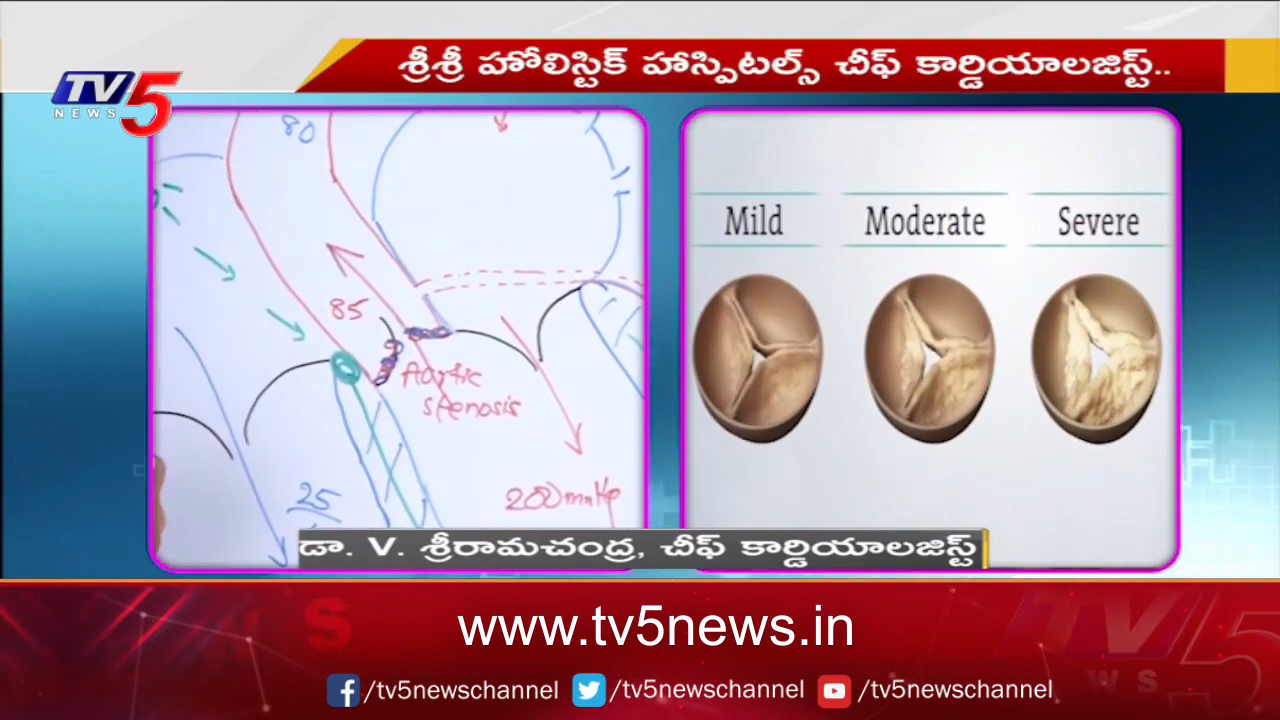 శ్రీశ్రీ హోలిస్టిక్ హాస్పిటల్స్ చీఫ్ కార్డియాలజిస్ట్..
TV5
NEWS
80
85
Aortic
stenosis
25
200mmHg
Mild
Moderate
Severe
డా. V. శ్రీరామచంద్ర, చీఫ్ కార్డియాలజిస్ట్
www.tv5news.in
/tv5newschannel
/tv5newschannel
/tv5newschannel